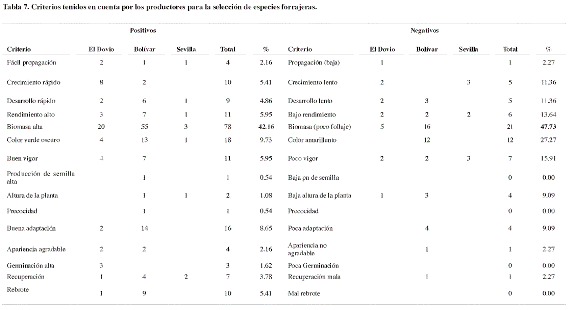 Tabla 7. Criterios tenidos en cuenta por los productores para la selección de especies forrajeras.
Positivos Negativos
Criterio El Dovio Bolívar Sevilla Total % Criterio El Dovio Bolívar Sevilla Total %
Fácil propagación 2 1 1 4 2.16 Propagación (baja) 1 1 2.27
Crecimiento rápido 8 2 10 5.41 Crecimiento lento 2 3 5 11.36
Desarrollo rápido 2 6 1 9 4.86 Desarrollo lento 2 3 5 11.36
Rendimiento alto 3 7 1 11 5.95 Bajo rendimiento 2 2 2 6 13.64
Biomasa alta 20 55 3 78 42.16 Biomasa (poco follaje) 5 16 21 47.73
Color verde oscuro 4 13 1 18 9.73 Color amarillento 12 12 27.27
Buen vigor 4 7 11 5.95 Poco vigor 2 2 3 7 15.91
Producción de semilla alta 1 1 0.54 Baja pn de semilla 0 0.00
Altura de la planta 1 1 2 1.08 Baja altura de la planta 1 3 4 9.09
Precocidad 1 1 0.54 Precocidad 0 0.00
Buena adaptación 2 14 16 8.65 Poca adaptación 4 4 9.09
Apariencia agradable 2 2 4 2.16 Apariencia no agradable 1 1 2.27
Germinación alta 3 3 1.62 Poca Germinación 0 0.00
Recuperación 1 4 2 7 3.78 Recuperación mala 1 1 2.27
Rebrote 1 9 10 5.41 Mal rebrote 0 0.00